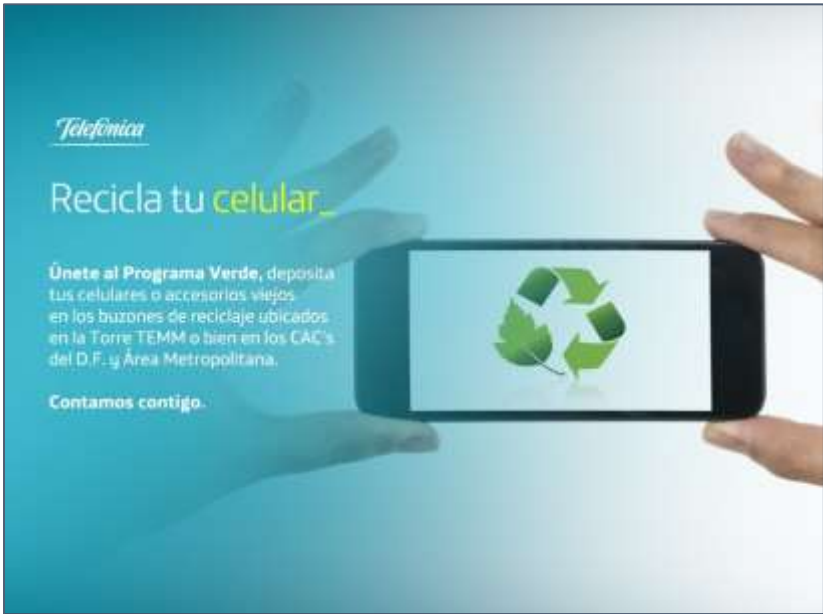 Telefónica
Recicla tu celular_
Únete al Programa Verde, deposita
tus celulares o accesorios viejos
en los buzones de reciclaje ubicados
en la Torre TEMM o bien en los CAC's
del D.F. y Área Metropolitana.
Contamos contigo.